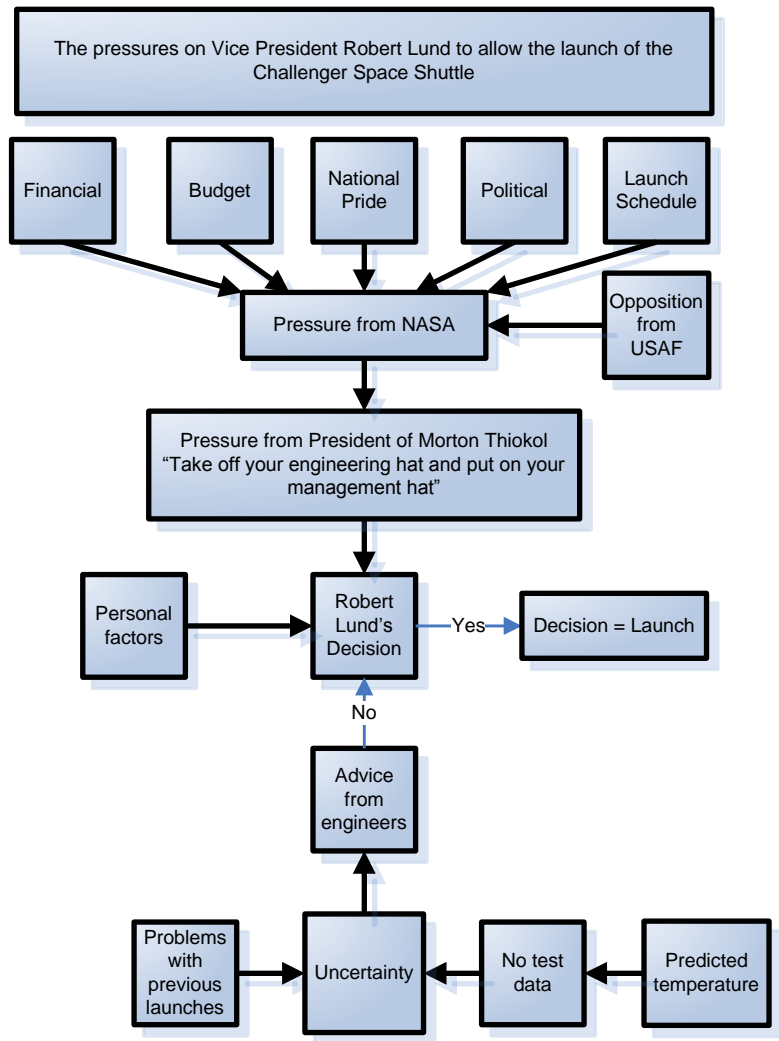 The pressures on Vice President Robert Lund to allow the launch of the
Challenger Space Shuttle
Financial
Budget
National
Pride
Political
Launch
Schedule
Pressure from NASA
Opposition
from
USAF
Pressure from President of Morton Thiokol
“Take off your engineering hat and put on your
management hat”
Personal
factors
Robert
Lund’s
Decision
Yes
Decision = Launch
No
Advice
from
engineers
Problems
with
previous
launches
Uncertainty
No test
data
Predicted
temperature